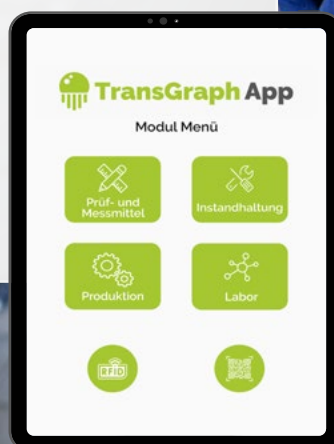 TransGraph App
Modul Menü
Prüf- und
Messmittel
Instandhaltung
Produktion
Labor
RFID